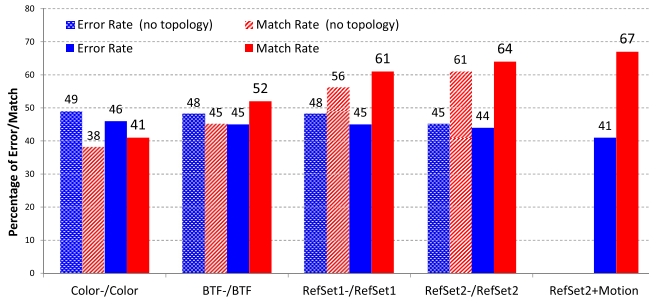 Error Rate (no topology) Match Rate (no topology)
Error Rate Match Rate
Percentage of Error/Match
80
70
60
50
40
30
20
10
0
49 38 46 41
48 45 45 52
48 56 45 61
45 61 44 64
41 67
Color-/Color BTF-/BTF RefSet1-/RefSet1 RefSet2-/RefSet2 RefSet2+Motion